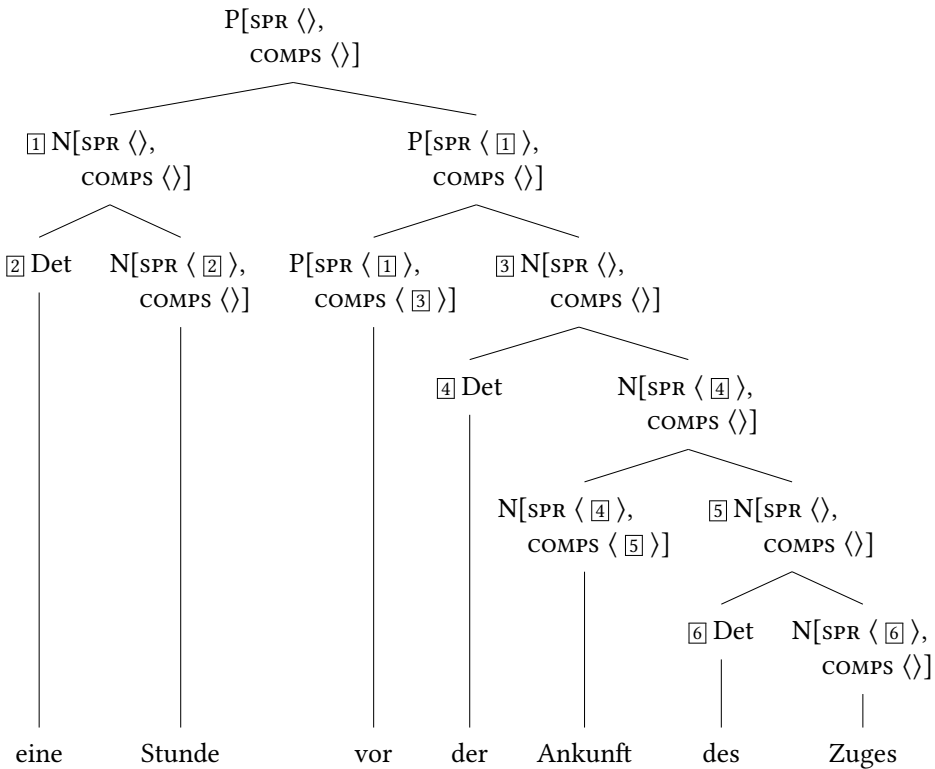 P[SPR ⟨⟩,
COMPS ⟨⟩]
1 N[SPR ⟨⟩,
COMPS ⟨⟩]
P[SPR ⟨ 1 ⟩,
COMPS ⟨⟩]
2 Det
N[SPR ⟨ 2 ⟩,
COMPS ⟨⟩]
P[SPR ⟨ 1 ⟩,
COMPS ⟨ 3 ⟩]
3 N[SPR ⟨⟩,
COMPS ⟨⟩]
4 Det
N[SPR ⟨ 4 ⟩,
COMPS ⟨⟩]
N[SPR ⟨ 4 ⟩,
COMPS ⟨ 5 ⟩]
5 N[SPR ⟨⟩,
COMPS ⟨⟩]
6 Det
N[SPR ⟨ 6 ⟩,
COMPS ⟨⟩]
eine Stunde vor der Ankunft des Zuges